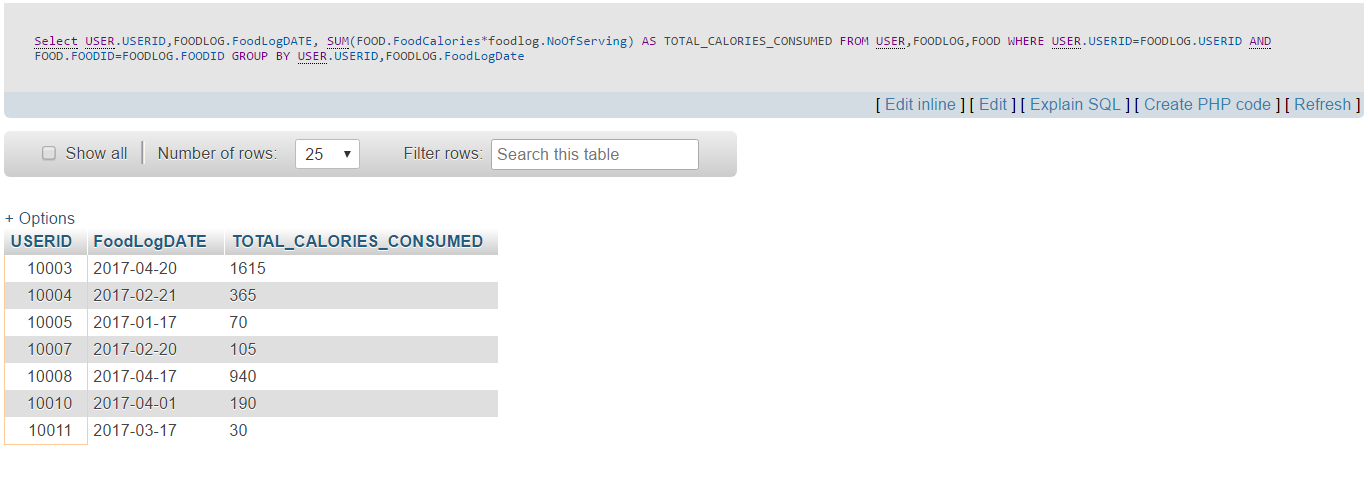 Select USER.USERID,FOODLOG.FoodLogDATE, SUM(FOOD.FoodCalories*foodlog.NoOfServing) AS TOTAL_CALORIES_CONSUMED FROM USER,FOODLOG,FOOD WHERE USER.USERID=FOODLOG.USERID AND
FOOD.FOODID=FOODLOG.FOODID GROUP BY USER.USERID,FOODLOG.FoodLogDate
[ Edit inline ] [ Edit ] [ Explain SQL ] [ Create PHP code ] [ Refresh ]
Show all Number of rows: 25 Filter rows: Search this table
+ Options
USERID FoodLogDATE TOTAL_CALORIES_CONSUMED
10003 2017-04-20 1615
10004 2017-02-21 365
10005 2017-01-17 70
10007 2017-02-20 105
10008 2017-04-17 940
10010 2017-04-01 190
10011 2017-03-17 30